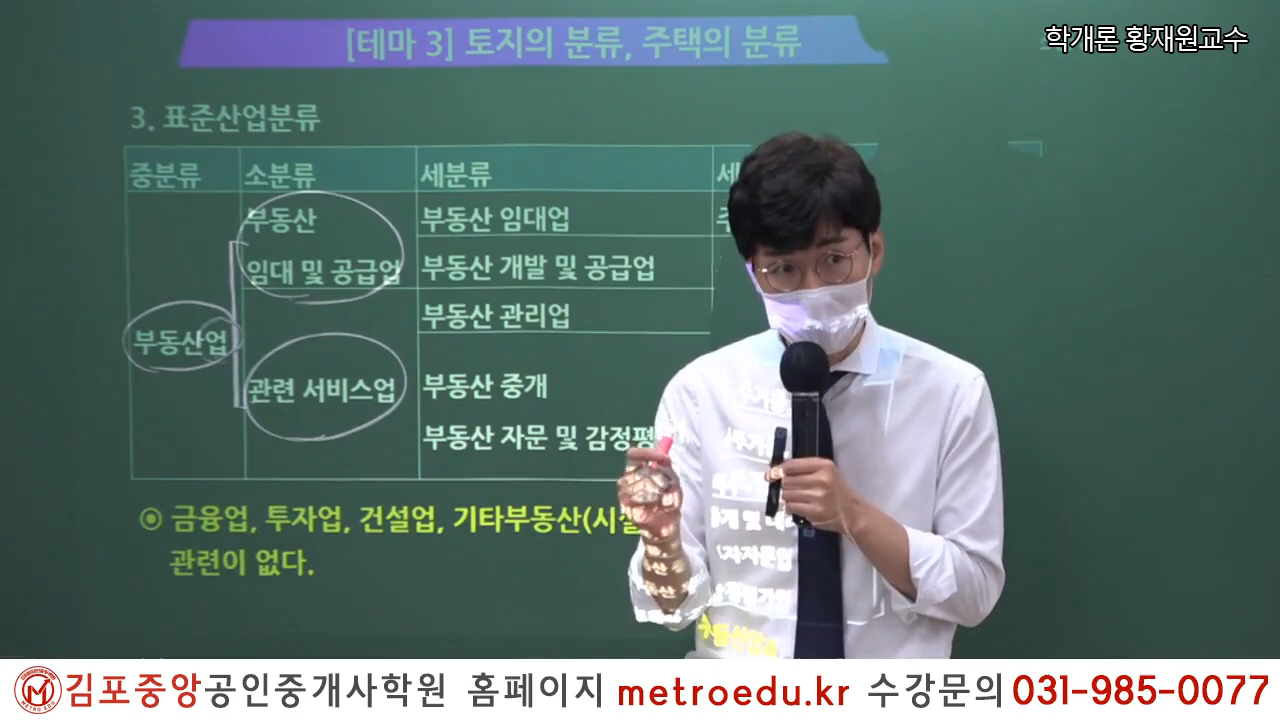 학개론 황재원교수
[테마 3] 토지의 분류, 주택의 분류
3. 표준산업분류
중분류 소분류 세분류 세
부동산 부동산 임대업
임대 및 공급업 부동산 개발 및 공급업
부동산 관리업
부동산업
관련 서비스업 부동산 중개
부동산 자문 및 감정평
◉ 금융업, 투자업, 건설업, 기타부동산(시설
관련이 없다.
METRO EDU 김포중앙공인중개사학원 홈페이지 metroedu.kr 수강문의 031-985-0077